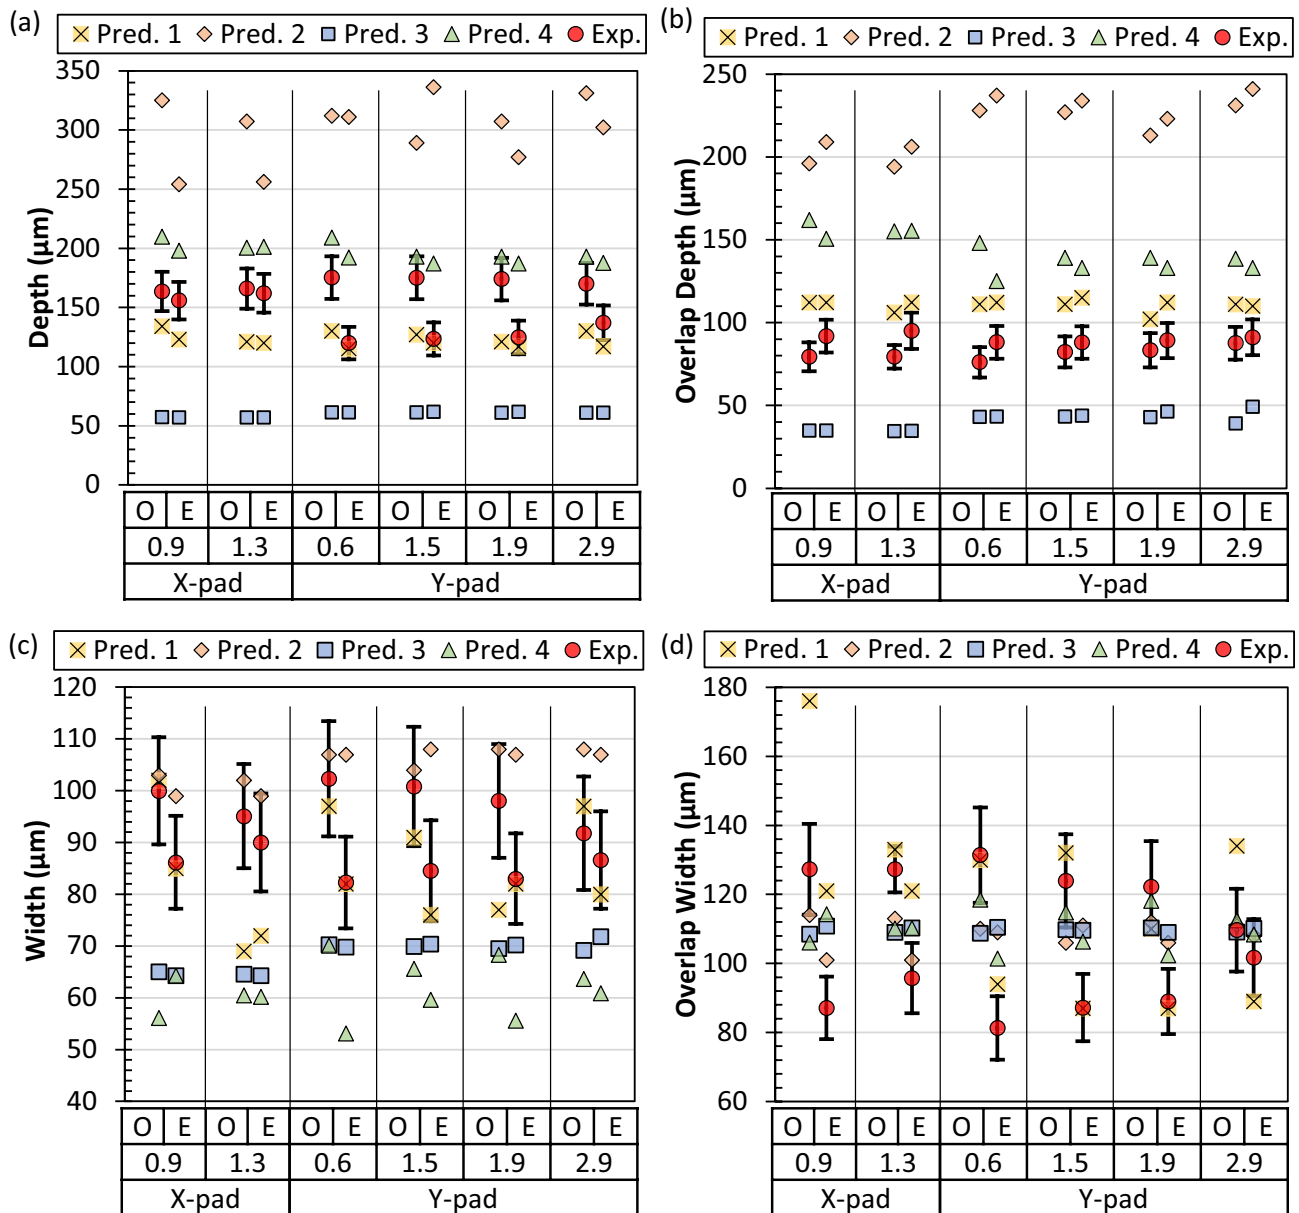 (a)
Pred. 1 Pred. 2 Pred. 3 Pred. 4 Exp.
350
300
250
200
150
100
50
0
Depth (µm)
O E O E O E O E O E O E
0.9 1.3 0.6 1.5 1.9 2.9
X-pad Y-pad
(b)
Pred. 1 Pred. 2 Pred. 3 Pred. 4 Exp.
250
200
150
100
50
0
Overlap Depth (µm)
O E O E O E O E O E O E
0.9 1.3 0.6 1.5 1.9 2.9
X-pad Y-pad
(c)
Pred. 1 Pred. 2 Pred. 3 Pred. 4 Exp.
120
110
100
90
80
70
60
50
40
Width (µm)
O E O E O E O E O E O E
0.9 1.3 0.6 1.5 1.9 2.9
X-pad Y-pad
(d)
Pred. 1 Pred. 2 Pred. 3 Pred. 4 Exp.
180
160
140
120
100
80
60
Overlap Width (µm)
O E O E O E O E O E O E
0.9 1.3 0.6 1.5 1.9 2.9
X-pad Y-pad